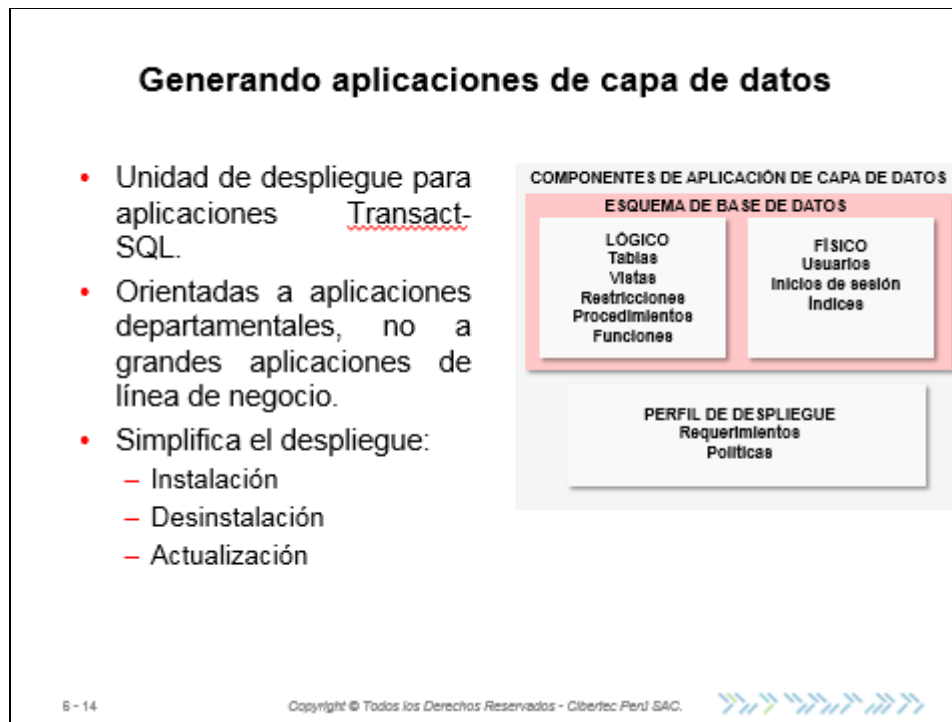 Generando aplicaciones de capa de datos
• Unidad de despliegue para
aplicaciones Transact-
SQL.
• Orientadas a aplicaciones
departamentales, no a
grandes aplicaciones de
línea de negocio.
• Simplifica el despliegue:
– Instalación
– Desinstalación
– Actualización
COMPONENTES DE APLICACIÓN DE CAPA DE DATOS
ESQUEMA DE BASE DE DATOS
LÓGICO
Tablas
Vistas
Restricciones
Procedimientos
Funciones
FÍSICO
Usuarios
Inicios de sesión
Índices
PERFIL DE DESPLIEGUE
Requerimientos
Políticas
6 - 14
Copyright © Todos los Derechos Reservados - Cibertec Perú SAC.